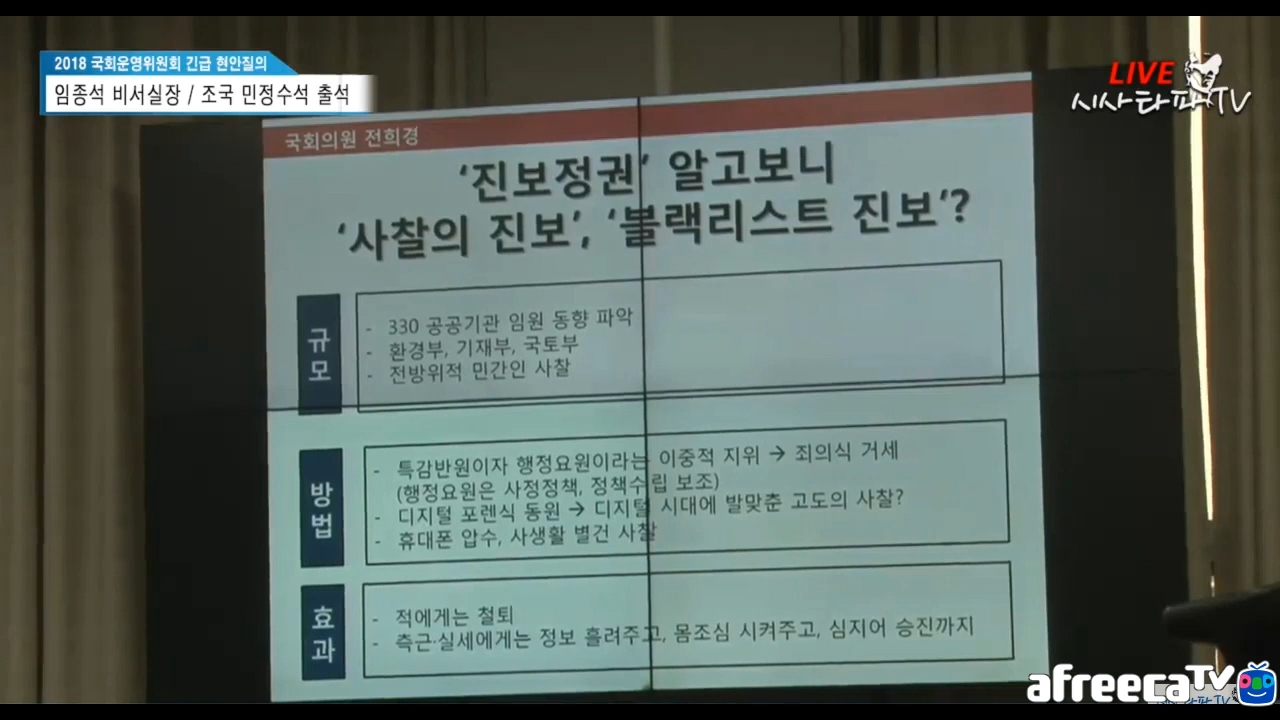 2018 국회운영위원회 긴급 현안질의
임종석 비서실장 / 조국 민정수석 출석
LIVE
시사타파TV
국회의원 전희경
‘진보정권’ 알고보니
‘사찰의 진보’, ‘블랙리스트 진보’?
규모
- 330 공공기관 임원 동향 파악
- 환경부, 기재부, 국토부
- 전방위적 민간인 사찰
방법
- 특감반원이자 행정요원이라는 이중적 지위 → 죄의식 거세
(행정요원은 사정정책, 정책수립 보조)
- 디지털 포렌식 동원 → 디지털 시대에 발맞춘 고도의 사찰?
- 휴대폰 압수, 사생활 별건 사찰
효과
- 적에게는 철퇴
- 측근·실세에게는 정보 흘려주고, 몸조심 시켜주고, 심지어 승진까지
afreecaTV